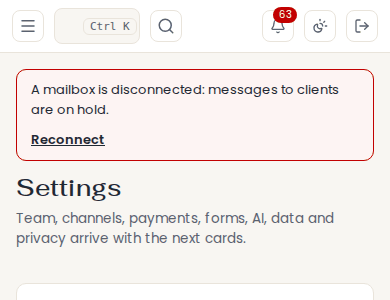 Ctrl K
63
A mailbox is disconnected: messages to clients
are on hold.
Reconnect
Settings
Team, channels, payments, forms, AI, data and
privacy arrive with the next cards.